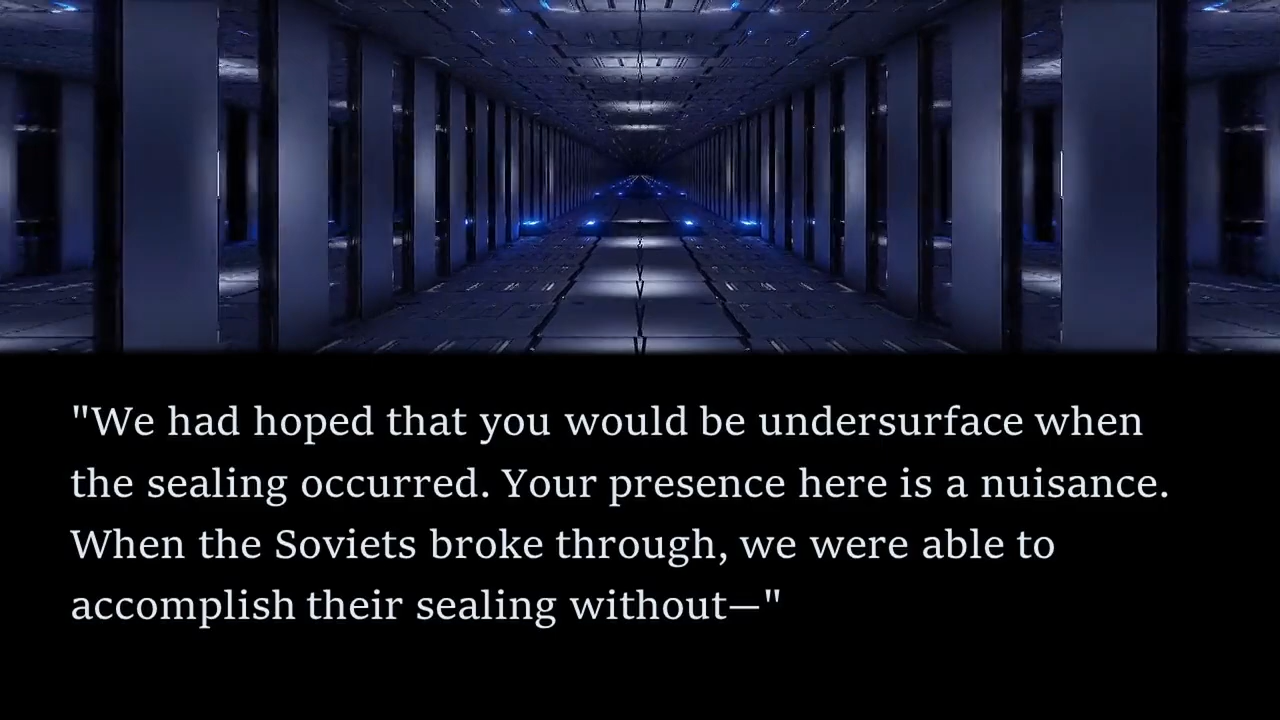 "We had hoped that you would be undersurface when
the sealing occurred. Your presence here is a nuisance.
When the Soviets broke through, we were able to
accomplish their sealing without—"